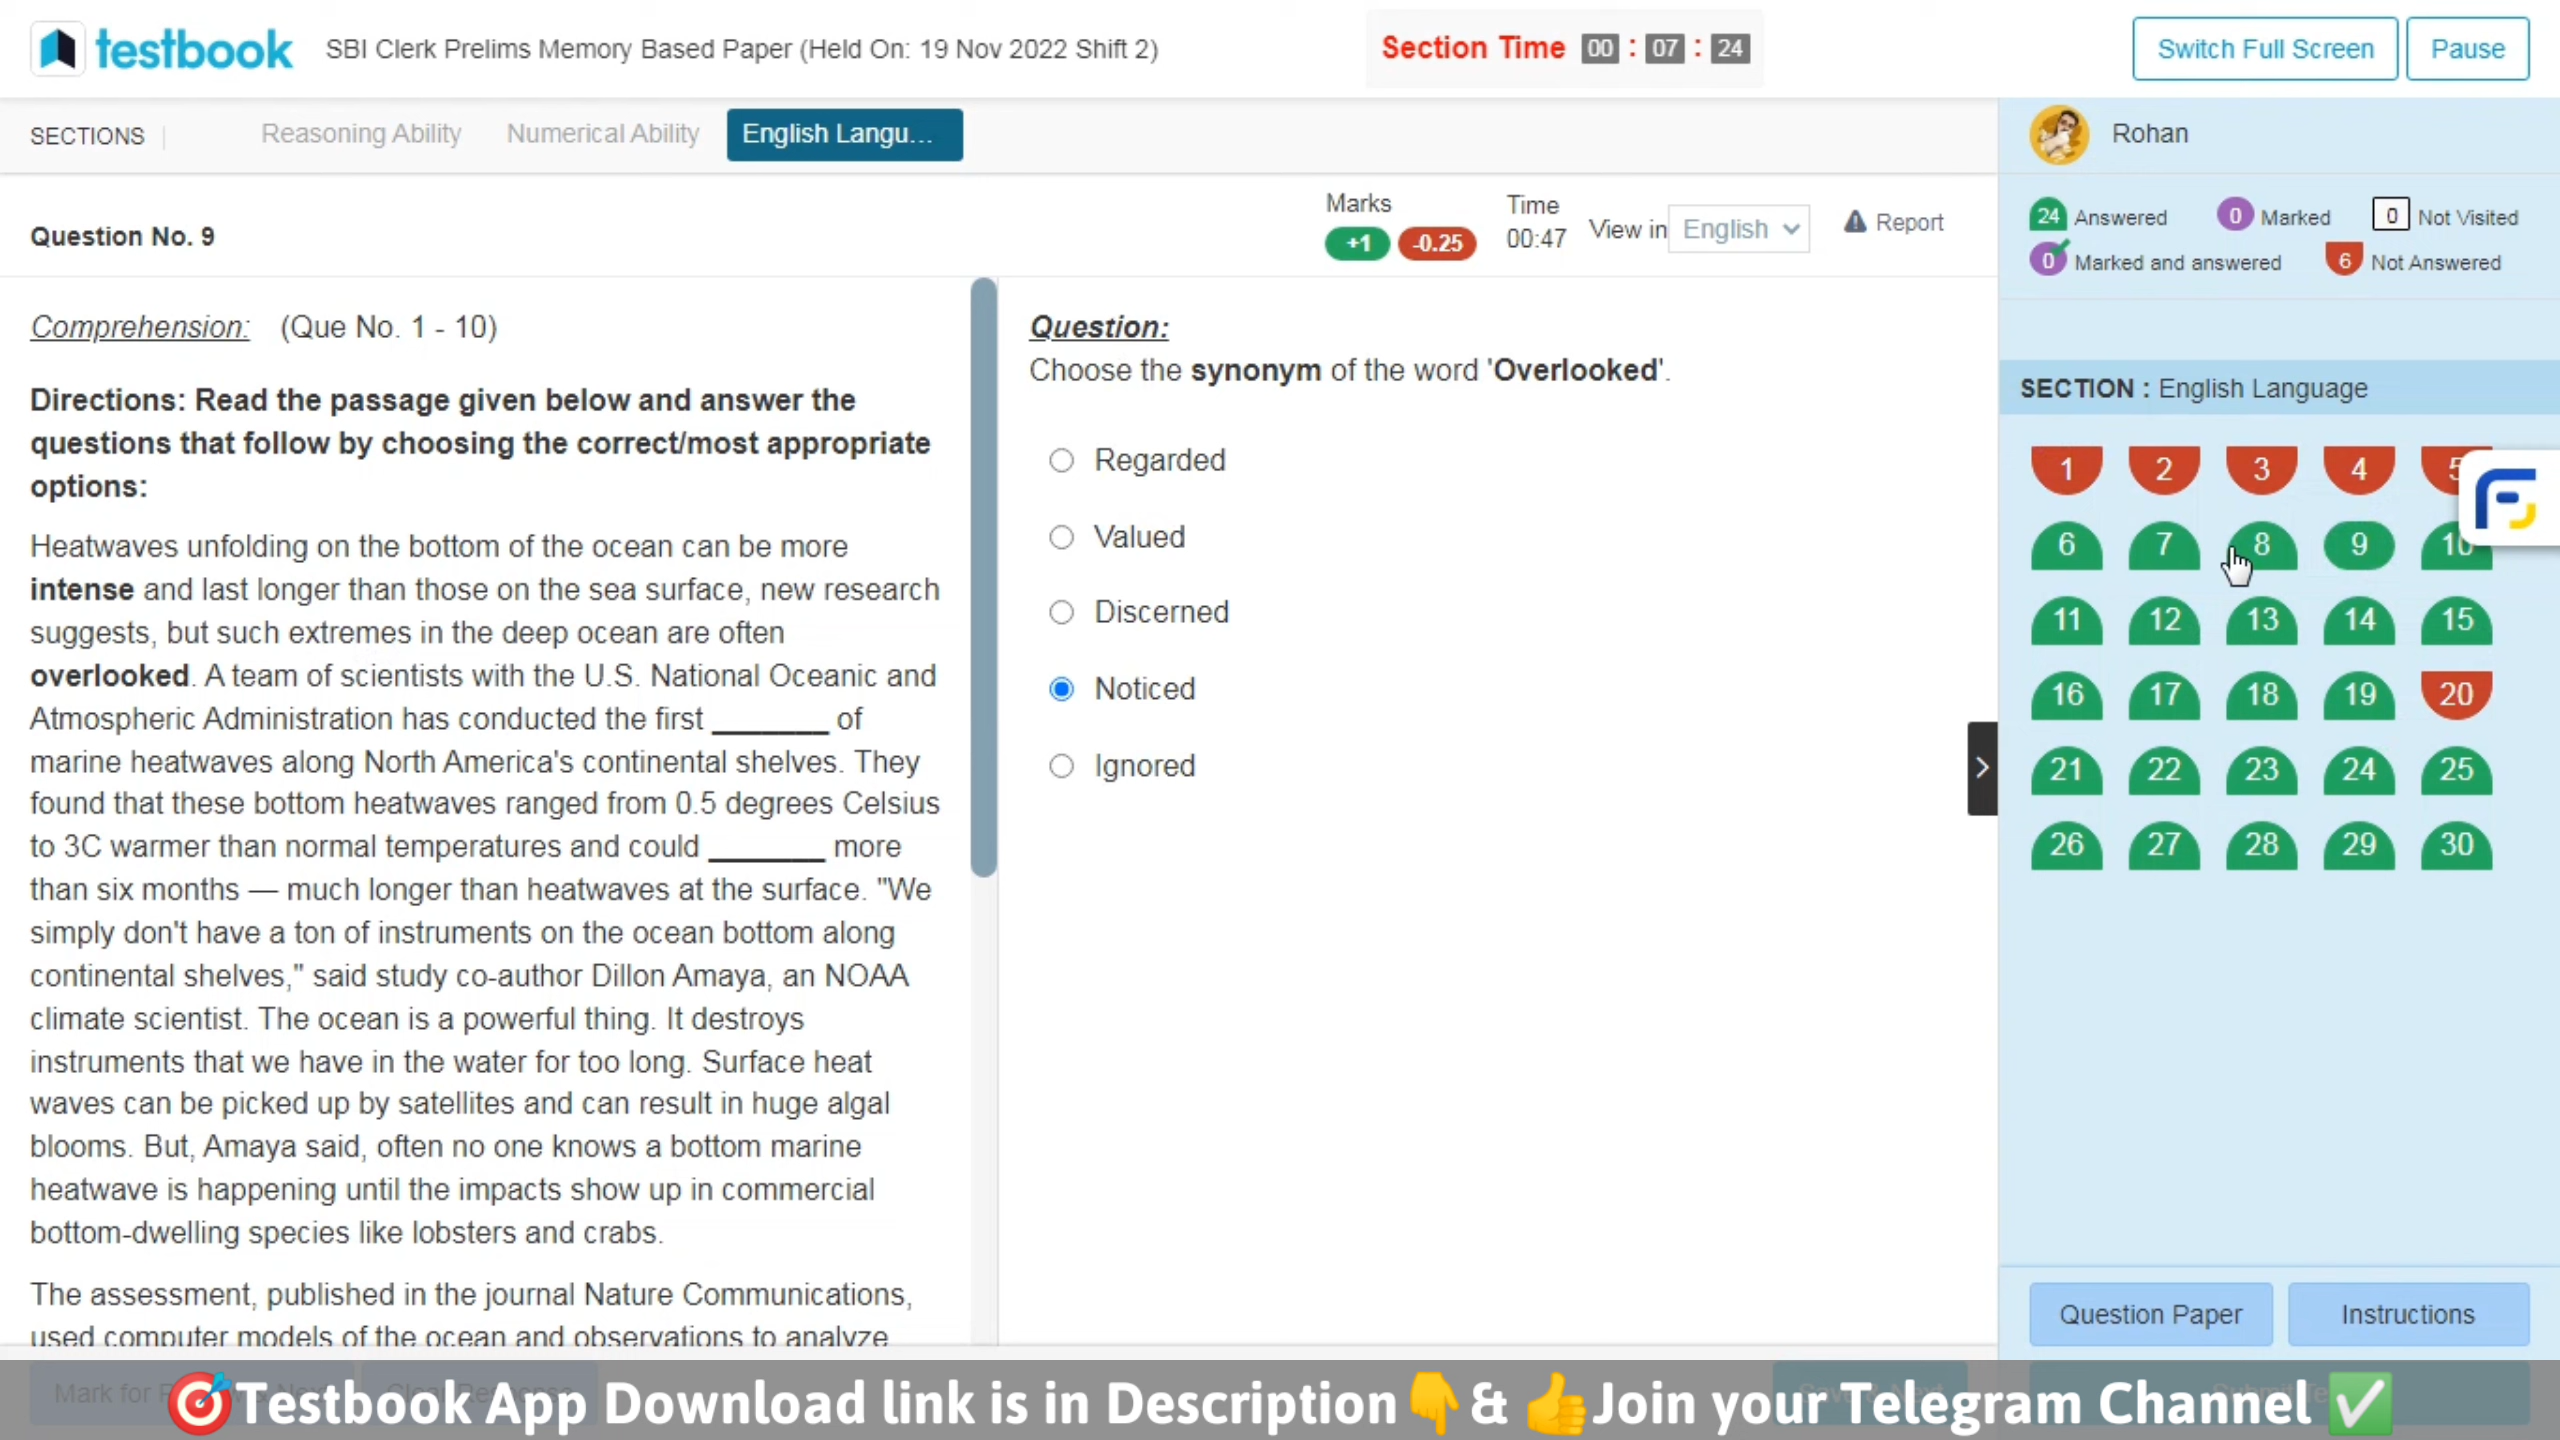 testbook
SBI Clerk Prelims Memory Based Paper (Held On: 19 Nov 2022 Shift 2)
Section Time 00 : 07 : 24
Switch Full Screen
Pause
SECTIONS
Reasoning Ability
Numerical Ability
English Langu...
Rohan
Question No. 9
Marks
+1 -0.25
Time
00:47
View in English
Report
24 Answered
0 Marked
0 Not Visited
0 Marked and answered
6 Not Answered
Comprehension: (Que No. 1 - 10)
Directions: Read the passage given below and answer the
questions that follow by choosing the correct/most appropriate
options:
Heatwaves unfolding on the bottom of the ocean can be more
intense and last longer than those on the sea surface, new research
suggests, but such extremes in the deep ocean are often
overlooked. A team of scientists with the U.S. National Oceanic and
Atmospheric Administration has conducted the first _______ of
marine heatwaves along North America's continental shelves. They
found that these bottom heatwaves ranged from 0.5 degrees Celsius
to 3C warmer than normal temperatures and could _______ more
than six months — much longer than heatwaves at the surface. "We
simply don't have a ton of instruments on the ocean bottom along
continental shelves," said study co-author Dillon Amaya, an NOAA
climate scientist. The ocean is a powerful thing. It destroys
instruments that we have in the water for too long. Surface heat
waves can be picked up by satellites and can result in huge algal
blooms. But, Amaya said, often no one knows a bottom marine
heatwave is happening until the impacts show up in commercial
bottom-dwelling species like lobsters and crabs.
The assessment, published in the journal Nature Communications,
used computer models of the ocean and observations to analyze
Question:
Choose the synonym of the word 'Overlooked'.
Regarded
Valued
Discerned
Noticed
Ignored
SECTION : English Language
1 2 3 4 5
6 7 8 9 10
11 12 13 14 15
16 17 18 19 20
21 22 23 24 25
26 27 28 29 30
Question Paper
Instructions
Mark for
🎯Testbook App Download link is in Description👇& 👍Join your Telegram Channel ✅